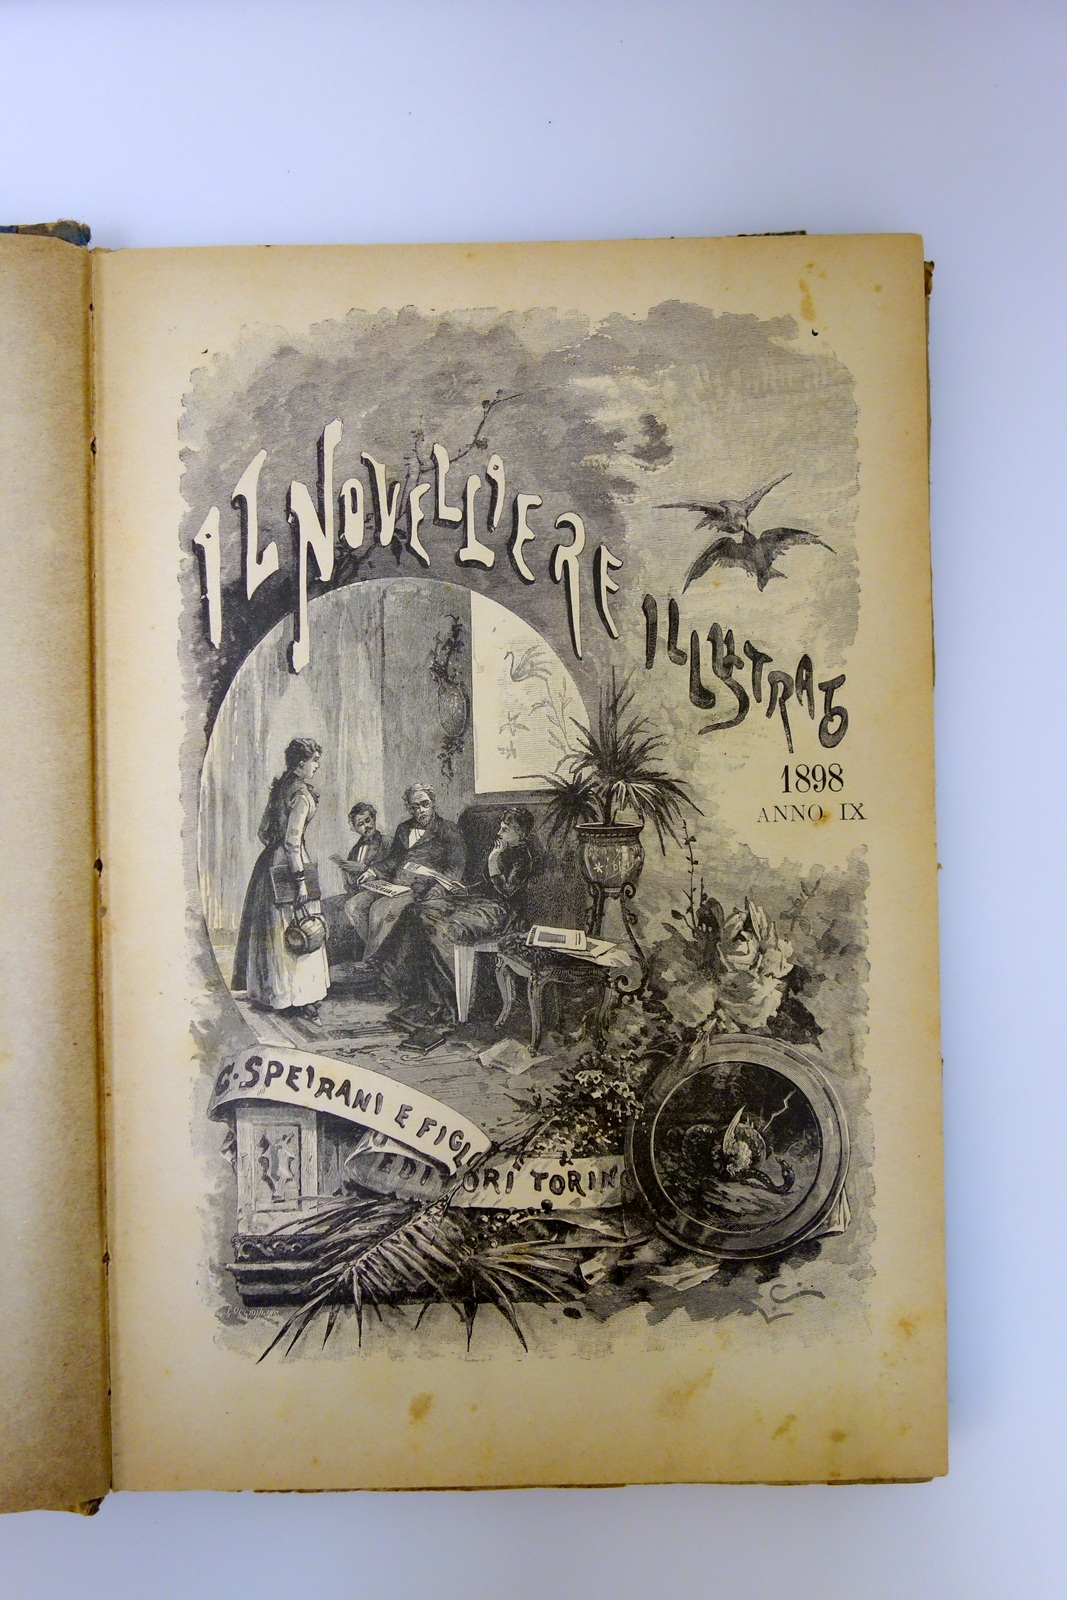 IL NOVELLIERE
ILLUSTRATO
1898
ANNO IX
G. SPEIRANI E FIGLI
EDITORI TORINO